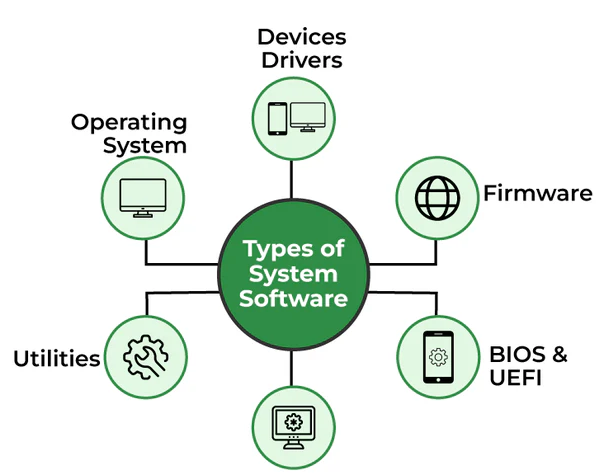 Devices
Drivers
Operating
System
Firmware
Types of
System
Software
Utilities
BIOS &
UEFI